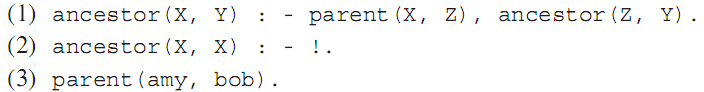 (1) ancestor(X, Y) : - parent(X, Z), ancestor(Z, Y).
(2) ancestor(X, X) : - !.
(3) parent(amy, bob).